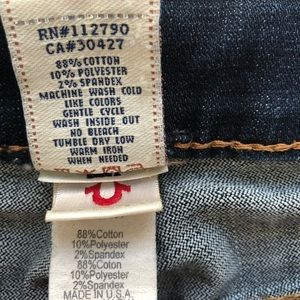 RN#112790
CA#30427
88% COTTON
10% POLYESTER
2% SPANDEX
MACHINE WASH COLD
LIKE COLORS
GENTLE CYCLE
WASH INSIDE OUT
NO BLEACH
TUMBLE DRY LOW
WARM IRON
WHEN NEEDED
88%Cotton
10%Polyester
2%Spandex
88%Coton
10%Polyester
2%Spandex
MADE IN U.S.A